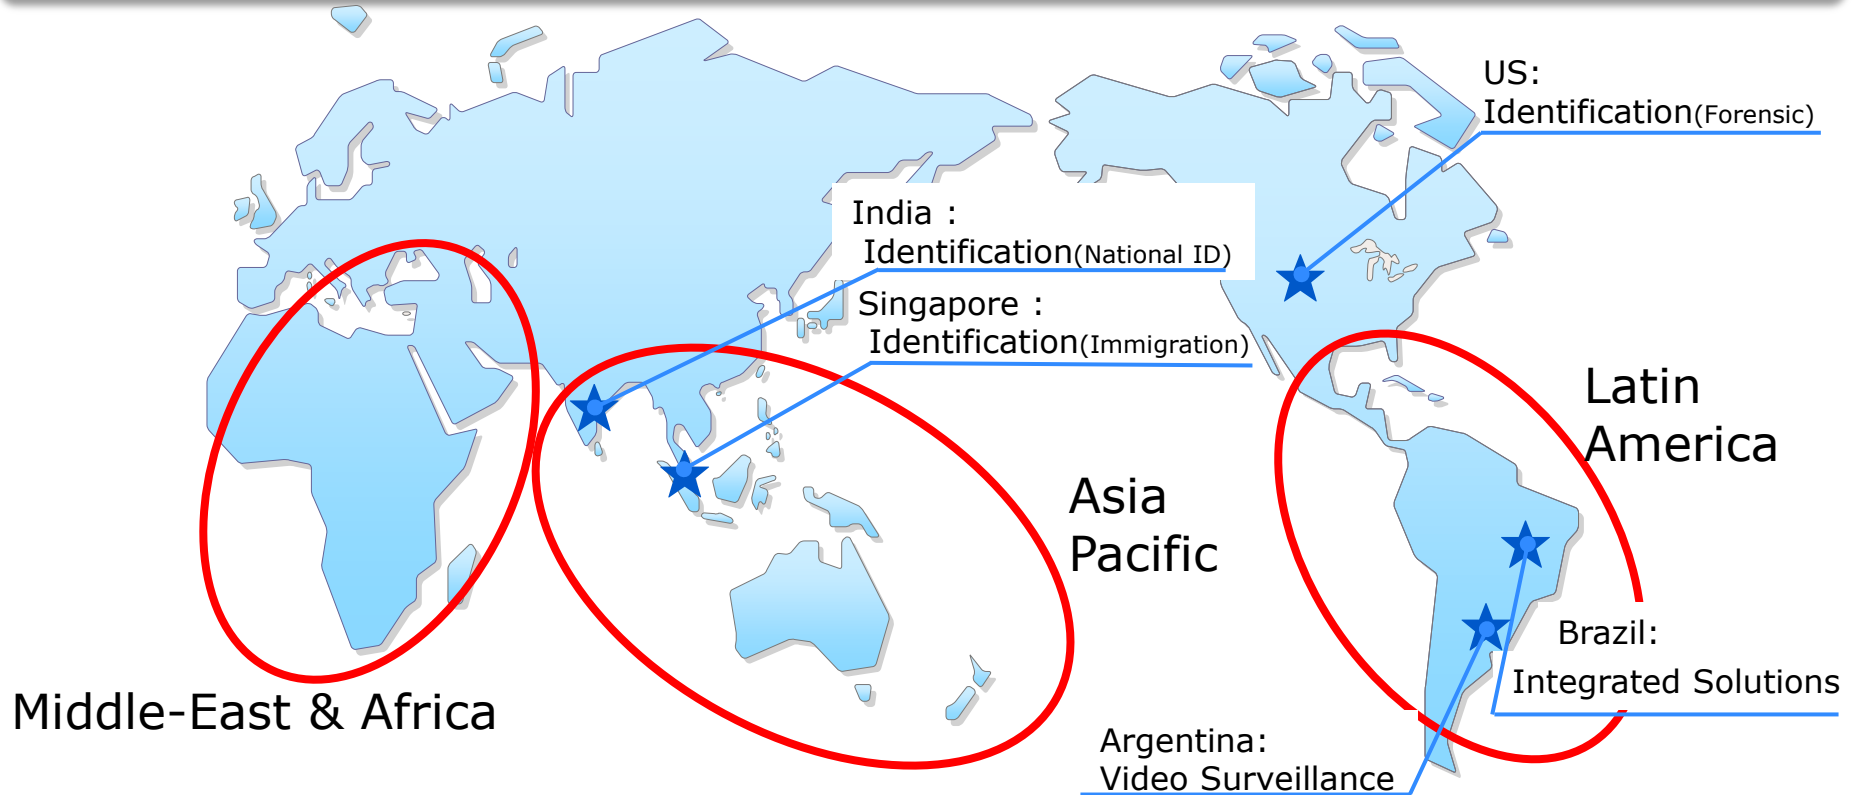 US:
Identification(Forensic)
India :
Identification(National ID)
Singapore :
Identification(Immigration)
Latin
America
Asia
Pacific
Brazil:
Integrated Solutions
Middle-East & Africa
Argentina:
Video Surveillance